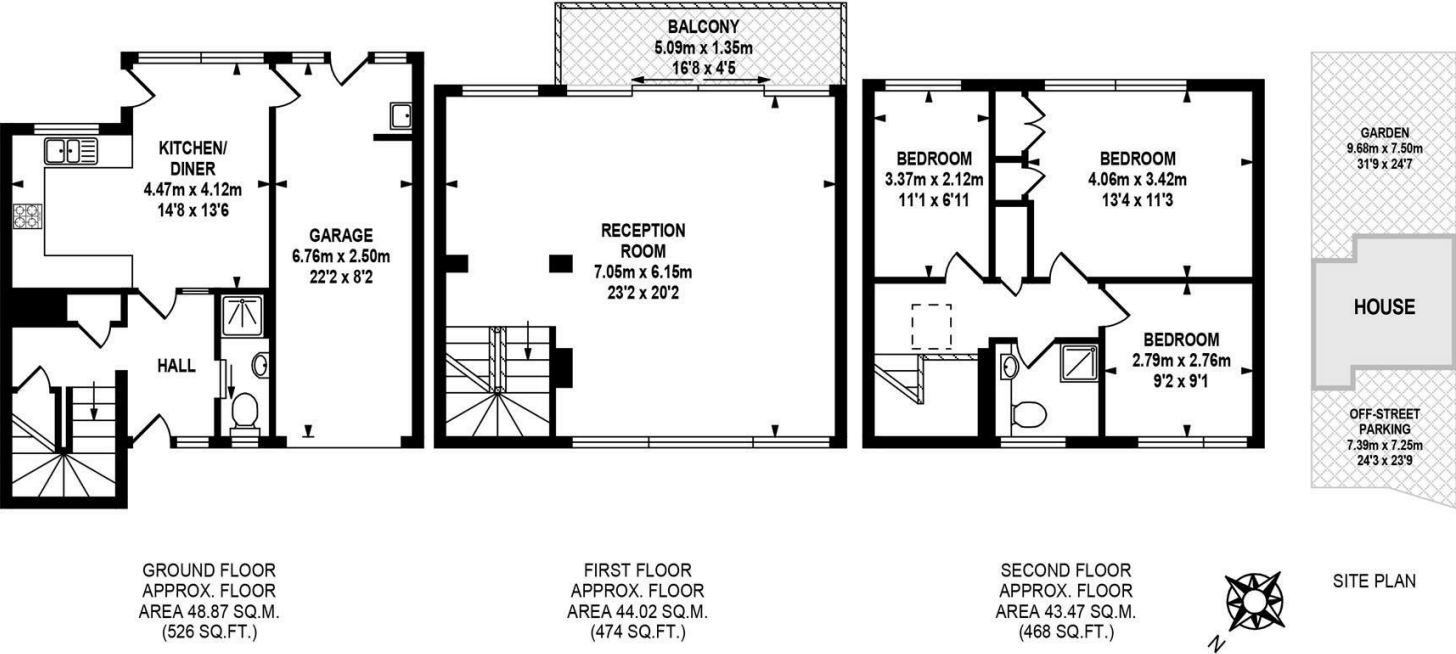 KITCHEN/
DINER
4.47m x 4.12m
14'8 x 13'6
GARAGE
6.76m x 2.50m
22'2 x 8'2
HALL
GROUND FLOOR
APPROX. FLOOR
AREA 48.87 SQ.M.
(526 SQ.FT.)
BALCONY
5.09m x 1.35m
16'8 x 4'5
RECEPTION
ROOM
7.05m x 6.15m
23'2 x 20'2
FIRST FLOOR
APPROX. FLOOR
AREA 44.02 SQ.M.
(474 SQ.FT.)
BEDROOM
3.37m x 2.12m
11'1 x 6'11
BEDROOM
4.06m x 3.42m
13'4 x 11'3
BEDROOM
2.79m x 2.76m
9'2 x 9'1
SECOND FLOOR
APPROX. FLOOR
AREA 43.47 SQ.M.
(468 SQ.FT.)
GARDEN
9.68m x 7.50m
31'9 x 24'7
HOUSE
OFF-STREET
PARKING
7.39m x 7.25m
24'3 x 23'9
SITE PLAN
N